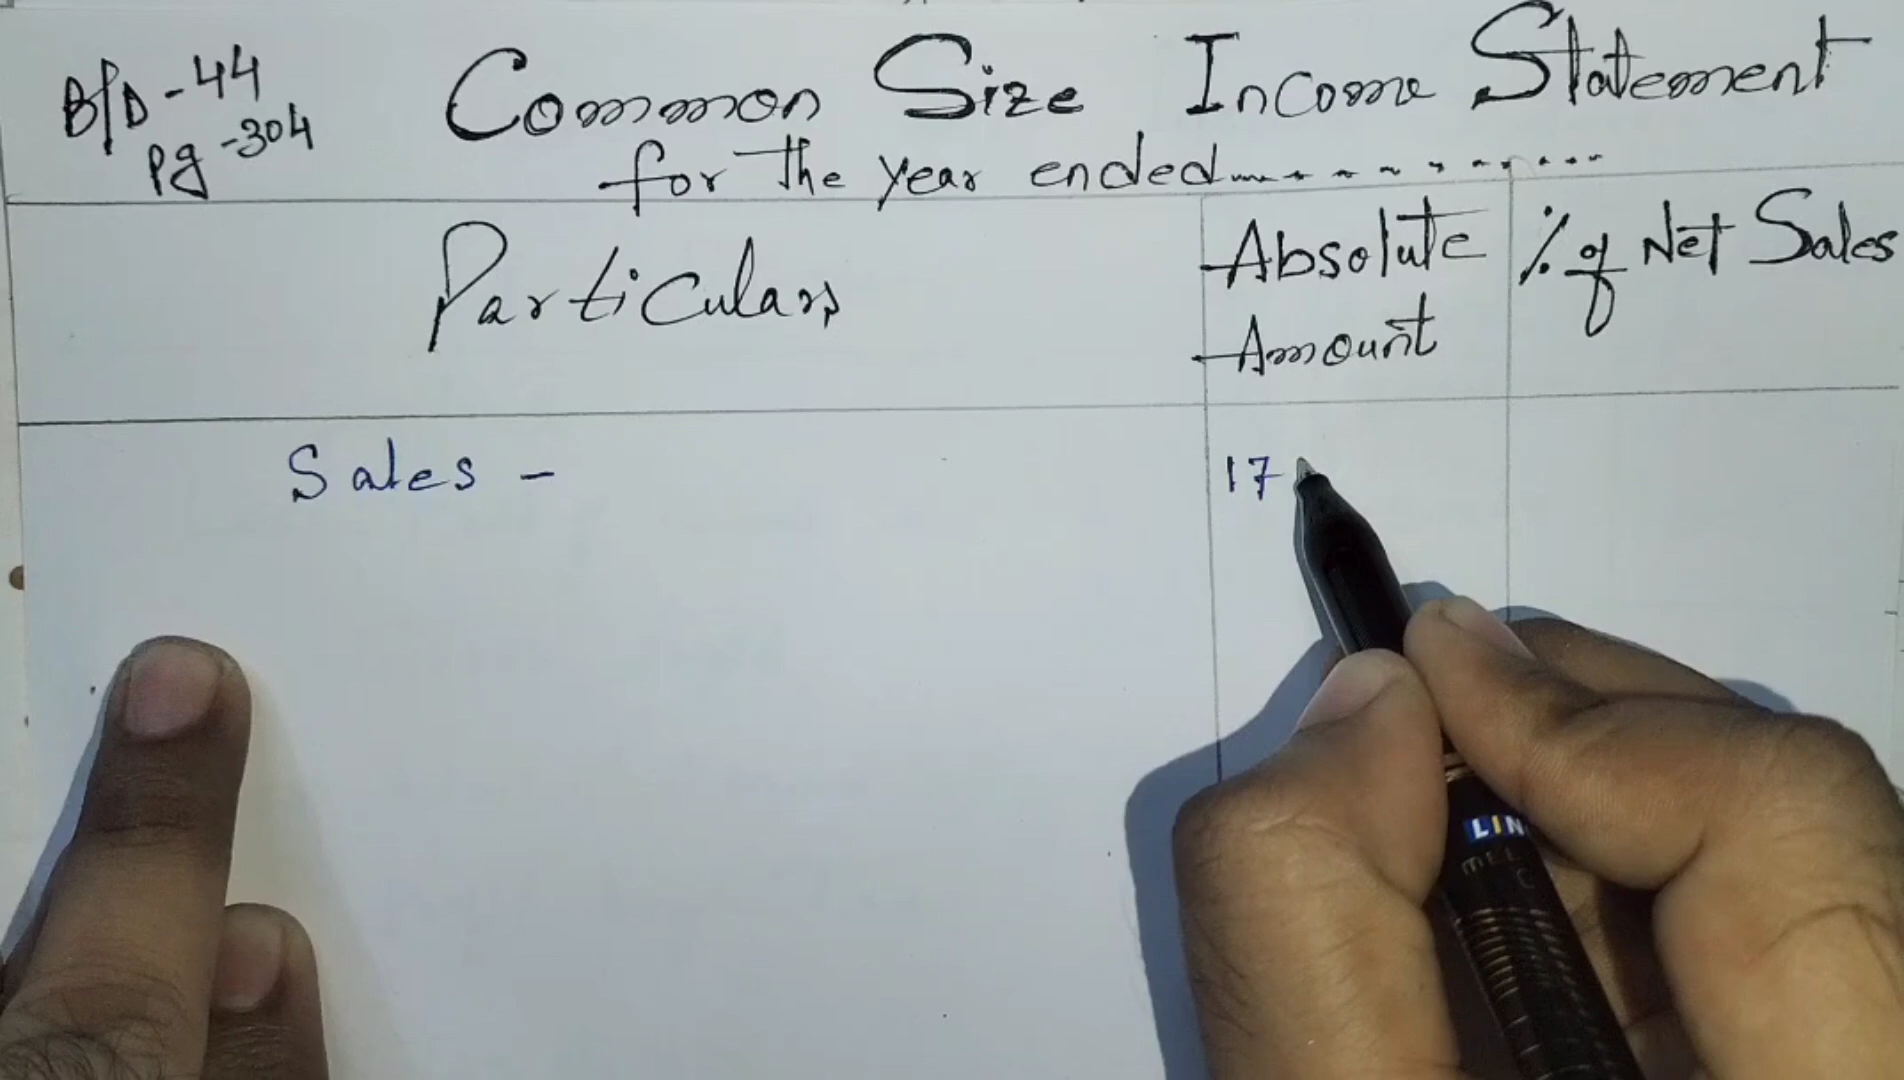 B/D - 44
Pg - 304
Common Size Income Statement
for the year ended............
Particulars
Absolute
Amount
% of Net Sales
Sales -
17
LIN